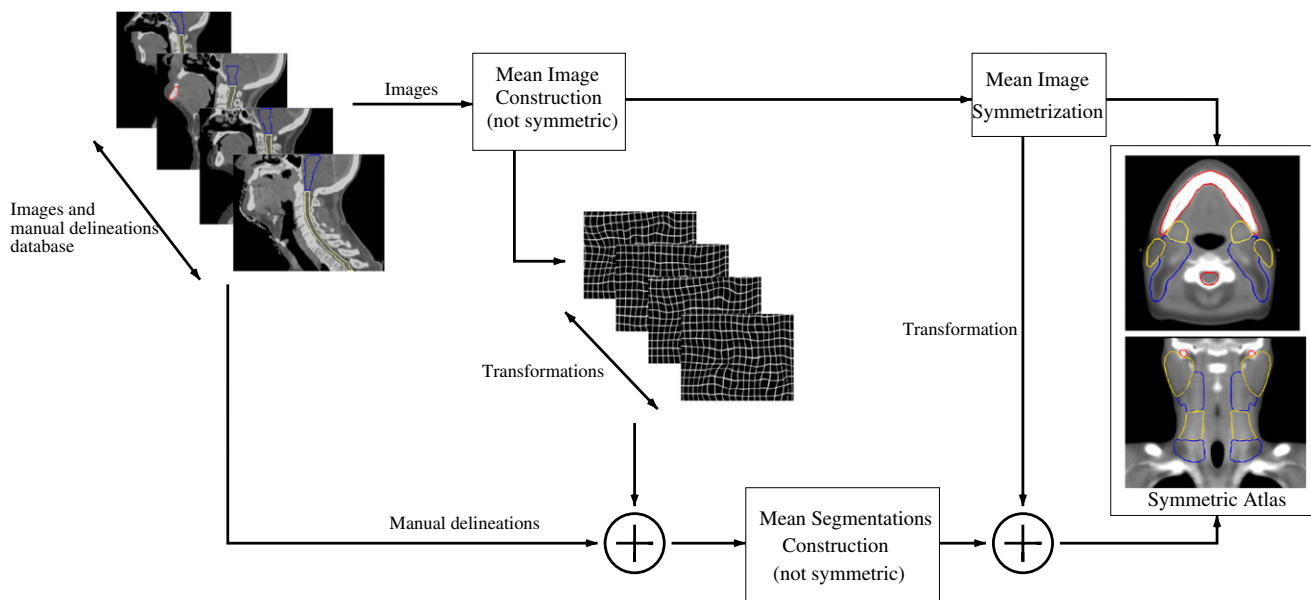 Images
Mean Image
Construction
(not symmetric)
Mean Image
Symmetrization
Images and
manual delineations
database
Transformations
Transformation
Manual delineations
Mean Segmentations
Construction
(not symmetric)
Symmetric Atlas